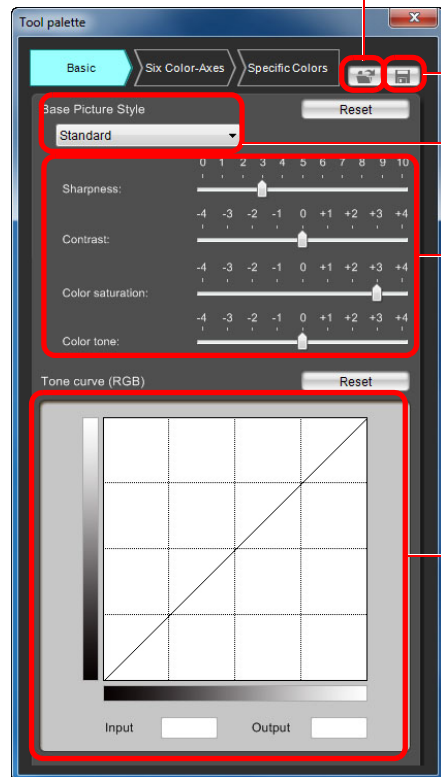 Tool palette
Basic Six Color-Axes Specific Colors
Base Picture Style Reset
Standard
0 1 2 3 4 5 6 7 8 9 10
Sharpness:
-4 -3 -2 -1 0 +1 +2 +3 +4
Contrast:
-4 -3 -2 -1 0 +1 +2 +3 +4
Color saturation:
-4 -3 -2 -1 0 +1 +2 +3 +4
Color tone:
Tone curve (RGB) Reset
Input Output